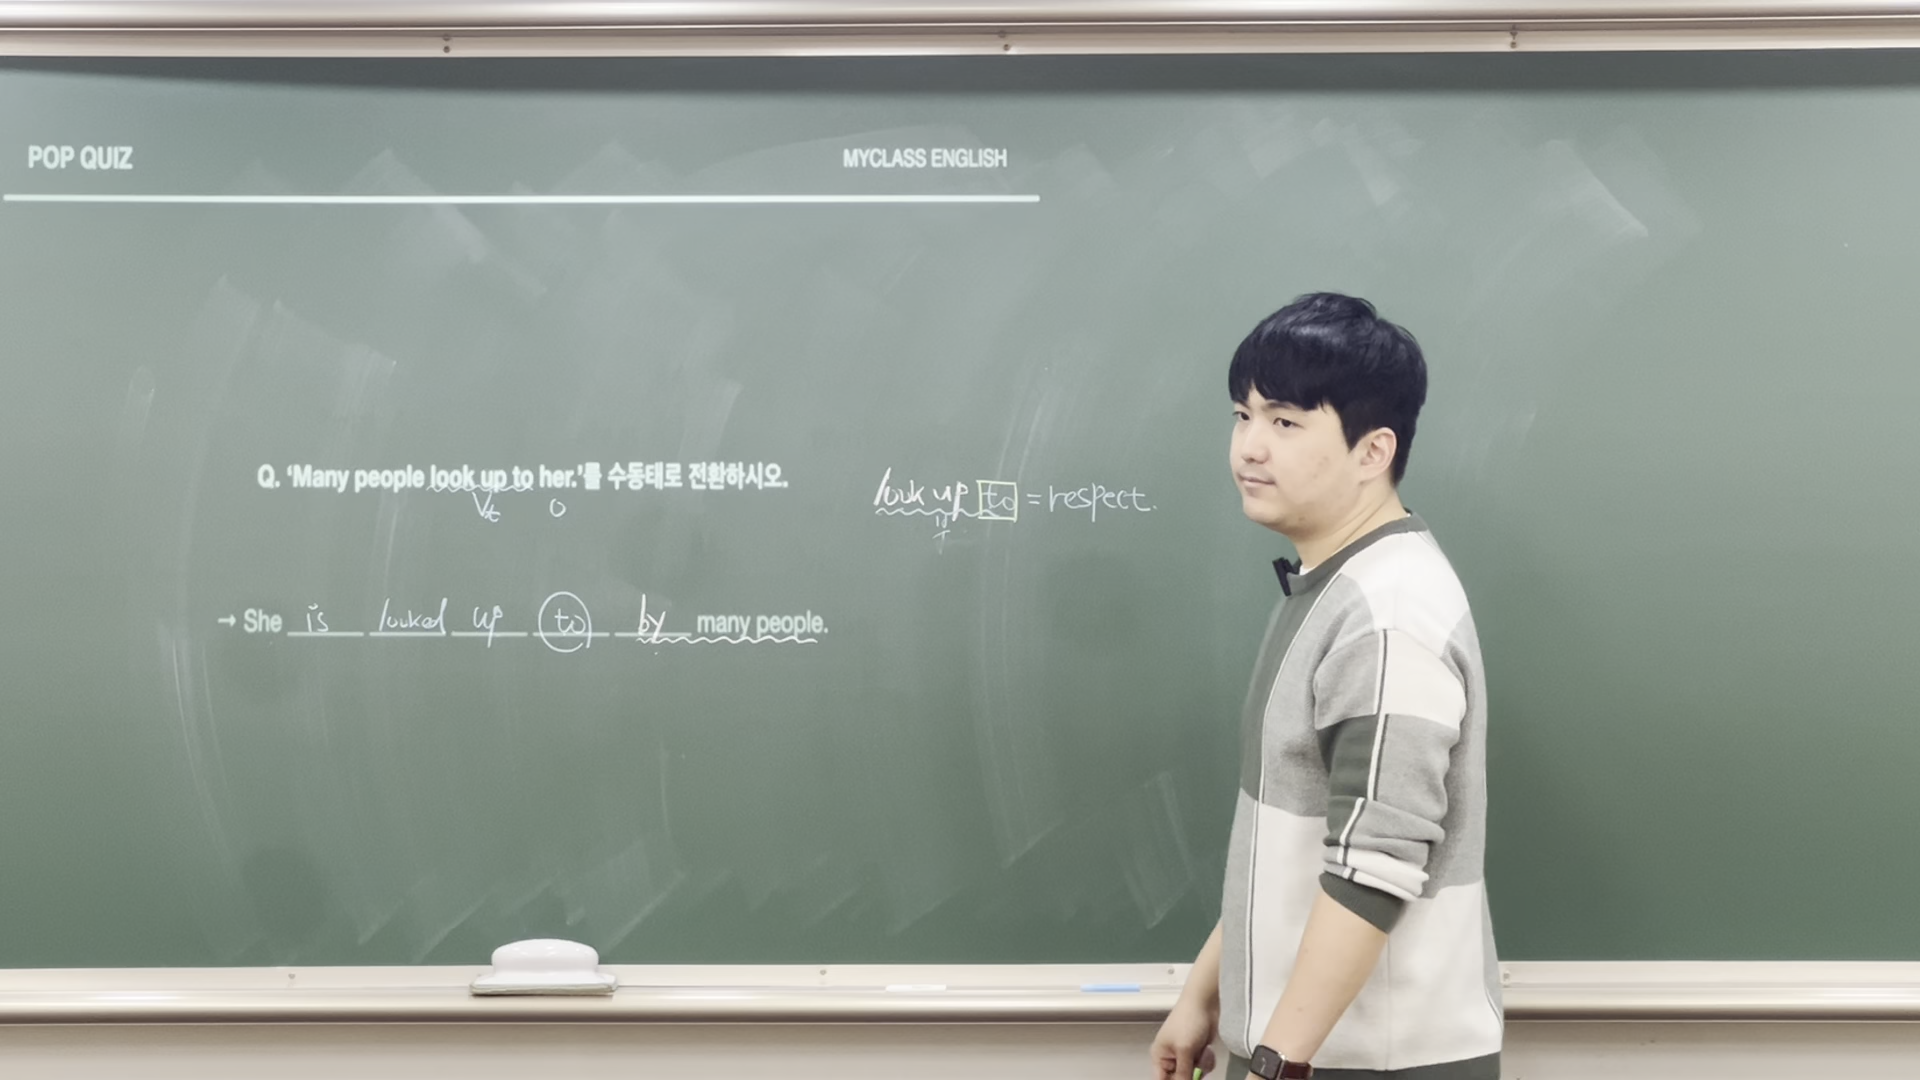 POP QUIZ
MYCLASS ENGLISH
Q. ‘Many people look up to her.’를 수동태로 전환하시오.
Vt O
look up to = respect.
→ She is looked up to by many people.